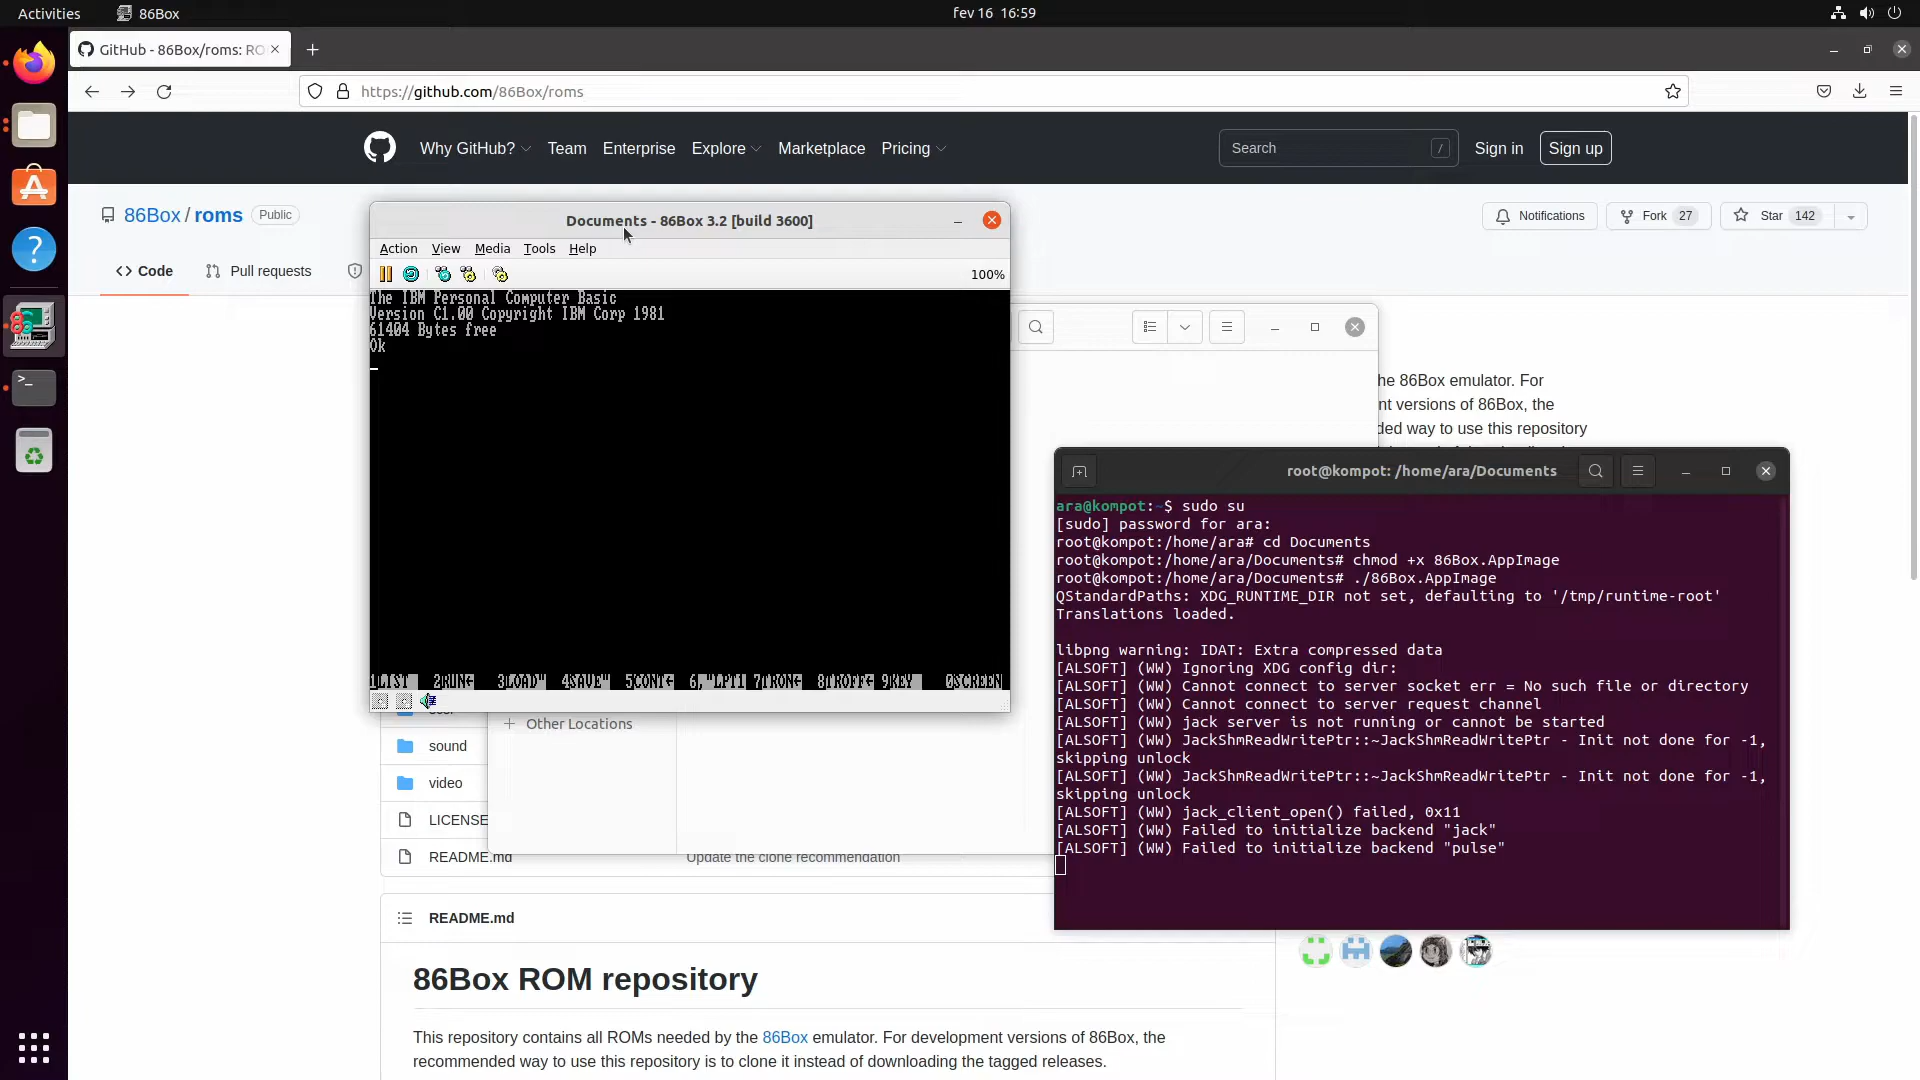 Activities
86Box
fev 16 16:59
GitHub - 86Box/roms: RO
https://github.com/86Box/roms
Why GitHub?
Team
Enterprise
Explore
Marketplace
Pricing
Search
/
Sign in
Sign up
86Box / roms
Public
Notifications
Fork 27
Star 142
<> Code
Pull requests
Documents - 86Box 3.2 [build 3600]
Action View Media Tools Help
100%
The IBM Personal Computer Basic
Version C1.00 Copyright IBM Corp 1981
61404 Bytes free
Ok
1LIST 2RUN← 3LOAD" 4SAVE" 5CONT← 6,"LPT1 7TRON← 8TROFF← 9KEY 0SCREEN
he 86Box emulator. For
nt versions of 86Box, the
ded way to use this repository
root@kompot: /home/ara/Documents
ara@kompot:~$ sudo su
[sudo] password for ara:
root@kompot:/home/ara# cd Documents
root@kompot:/home/ara/Documents# chmod +x 86Box.AppImage
root@kompot:/home/ara/Documents# ./86Box.AppImage
QStandardPaths: XDG_RUNTIME_DIR not set, defaulting to '/tmp/runtime-root'
Translations loaded.
libpng warning: IDAT: Extra compressed data
[ALSOFT] (WW) Ignoring XDG config dir:
[ALSOFT] (WW) Cannot connect to server socket err = No such file or directory
[ALSOFT] (WW) Cannot connect to server request channel
[ALSOFT] (WW) jack server is not running or cannot be started
[ALSOFT] (WW) JackShmReadWritePtr::~JackShmReadWritePtr - Init not done for -1,
skipping unlock
[ALSOFT] (WW) JackShmReadWritePtr::~JackShmReadWritePtr - Init not done for -1,
skipping unlock
[ALSOFT] (WW) jack_client_open() failed, 0x11
[ALSOFT] (WW) Failed to initialize backend "jack"
[ALSOFT] (WW) Failed to initialize backend "pulse"
+ Other Locations
sound
video
LICENSE
README.md
Update the clone recommendation
README.md
86Box ROM repository
This repository contains all ROMs needed by the 86Box emulator. For development versions of 86Box, the
recommended way to use this repository is to clone it instead of downloading the tagged releases.